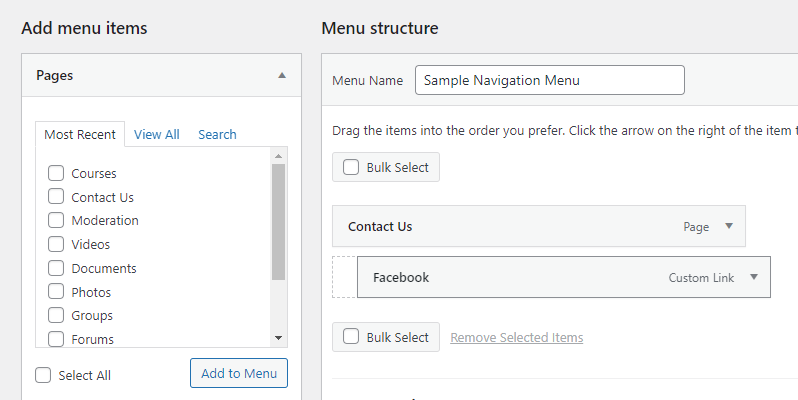 Add menu items
Pages
Most Recent
View All
Search
Courses
Contact Us
Moderation
Videos
Documents
Photos
Groups
Forums
Select All
Add to Menu
Menu structure
Menu Name
Sample Navigation Menu
Drag the items into the order you prefer. Click the arrow on the right of the item
Bulk Select
Contact Us
Page
Facebook
Custom Link
Bulk Select
Remove Selected Items